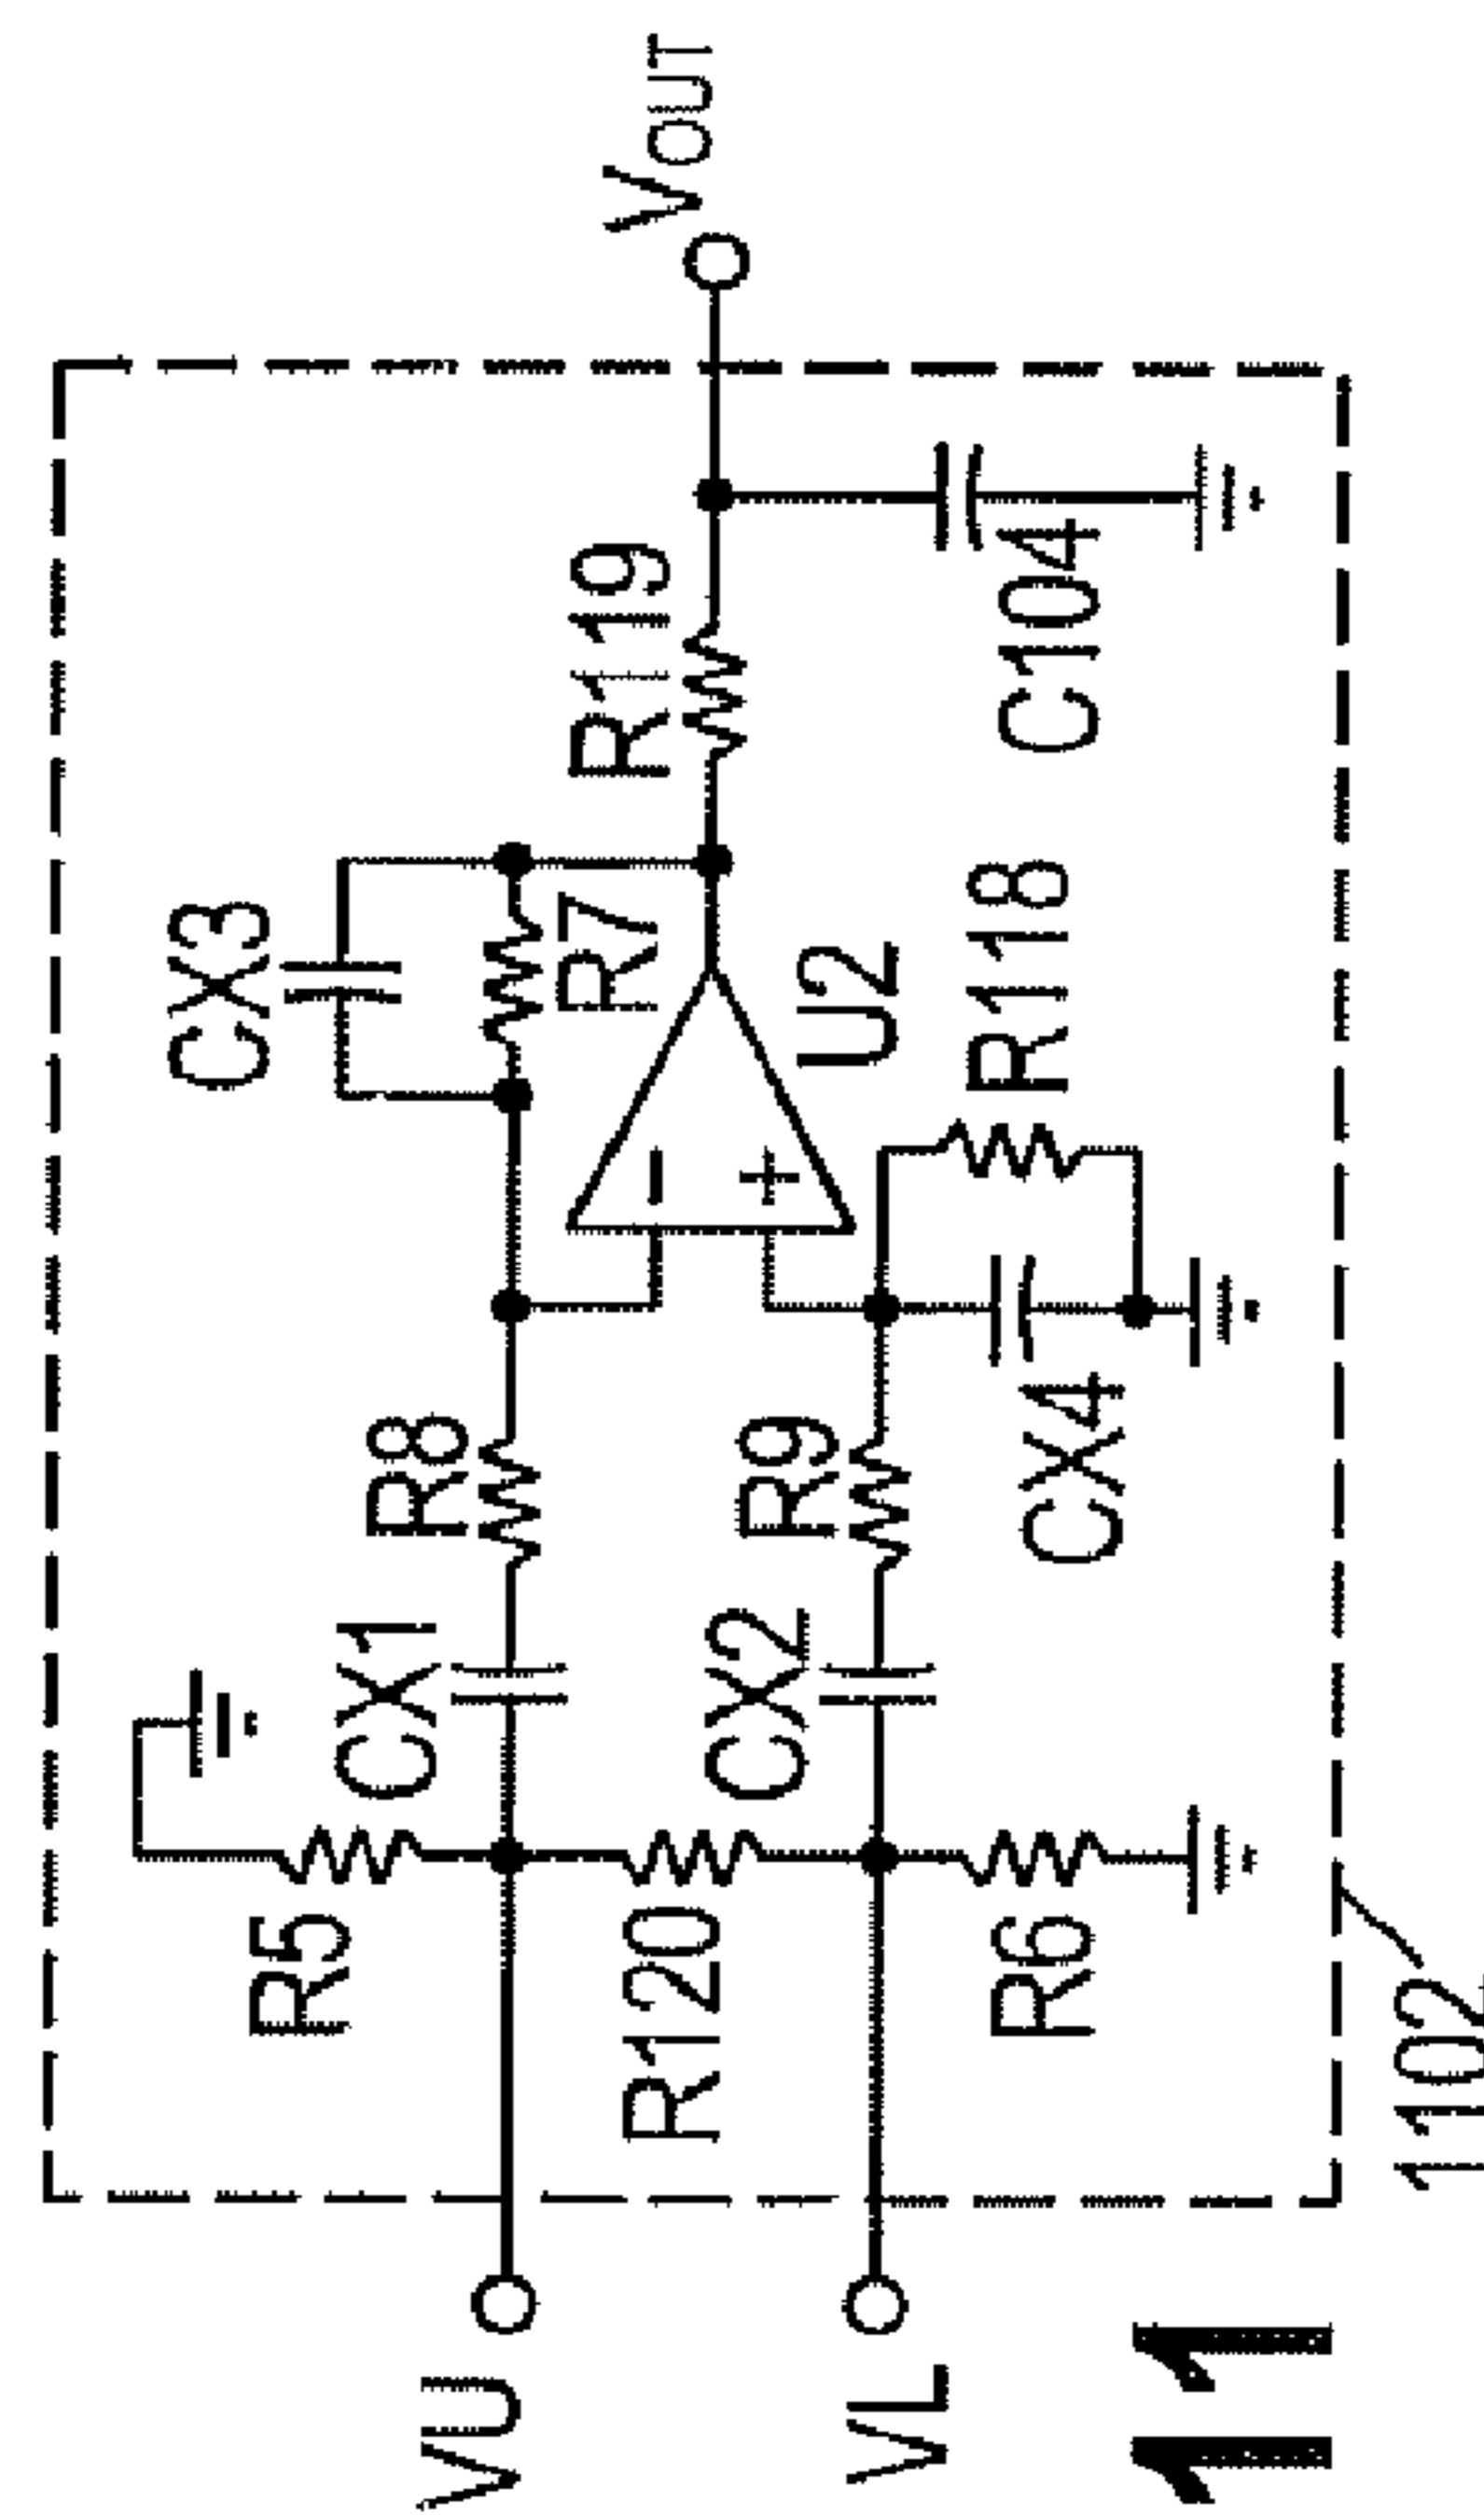 CX3
R7
R119
VOUT
R5
CX1
R8
U2
VU
R120
CX2
R9
R118
C104
VL
R6
CX4
11
1102